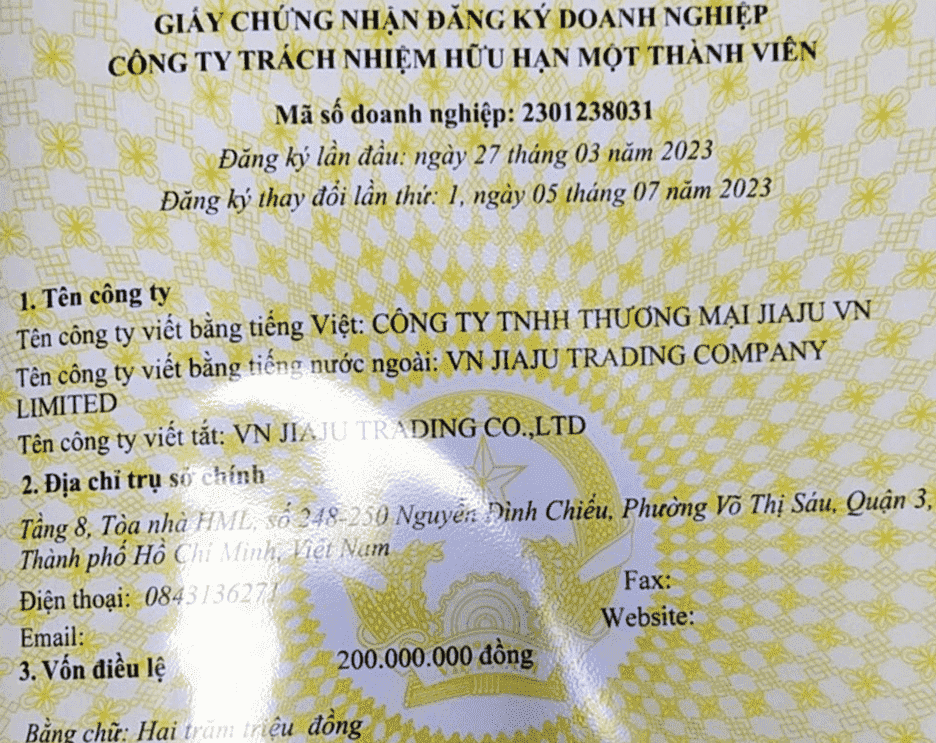 GIẤY CHỨNG NHẬN ĐĂNG KÝ DOANH NGHIỆP
CÔNG TY TRÁCH NHIỆM HỮU HẠN MỘT THÀNH VIÊN
Mã số doanh nghiệp: 2301238031
Đăng ký lần đầu: ngày 27 tháng 03 năm 2023
Đăng ký thay đổi lần thứ: 1, ngày 05 tháng 07 năm 2023
1. Tên công ty
Tên công ty viết bằng tiếng Việt: CÔNG TY TNHH THƯƠNG MẠI JIAJU VN
Tên công ty viết bằng tiếng nước ngoài: VN JIAJU TRADING COMPANY
LIMITED
Tên công ty viết tắt: VN JIAJU TRADING CO.,LTD
2. Địa chỉ trụ sở chính
Tầng 8, Tòa nhà HML, số 248-250 Nguyễn Đình Chiểu, Phường Võ Thị Sáu, Quận 3,
Thành phố Hồ Chí Minh, Việt Nam
Điện thoại: 0843136271 Fax:
Email: Website:
3. Vốn điều lệ 200.000.000 đồng
Bằng chữ: Hai trăm triệu đồng